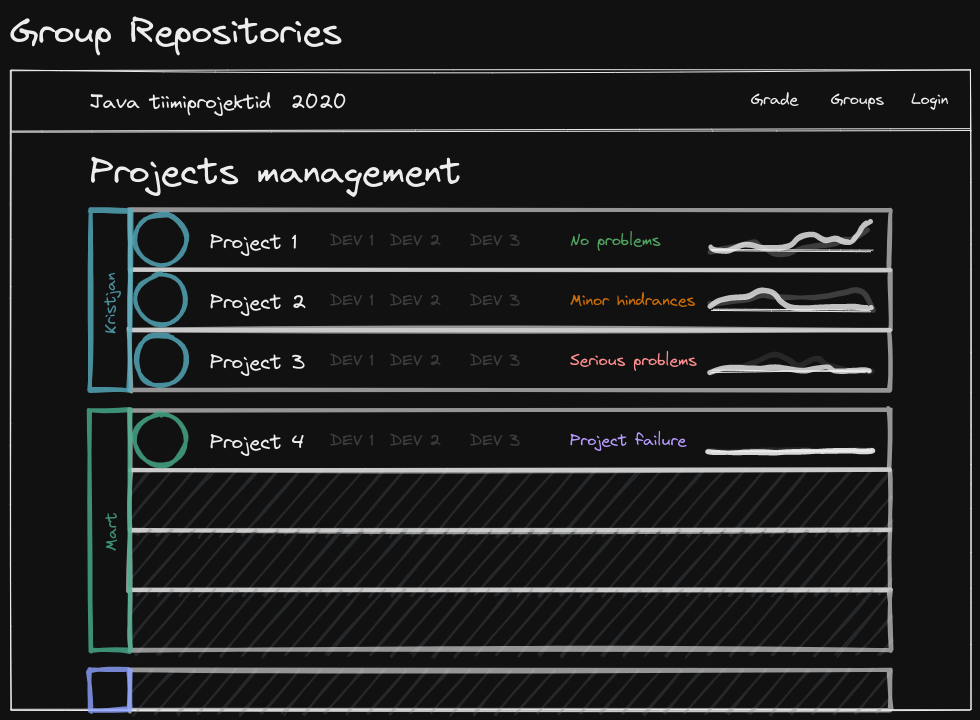 Group Repositories
Java tiimiprojektid 2020 Grade Groups Login
Projects management
Kristjan
Project 1 DEV 1 DEV 2 DEV 3 No problems
Project 2 DEV 1 DEV 2 DEV 3 Minor hindrances
Project 3 DEV 1 DEV 2 DEV 3 Serious problems
Mart
Project 4 DEV 1 DEV 2 DEV 3 Project failure